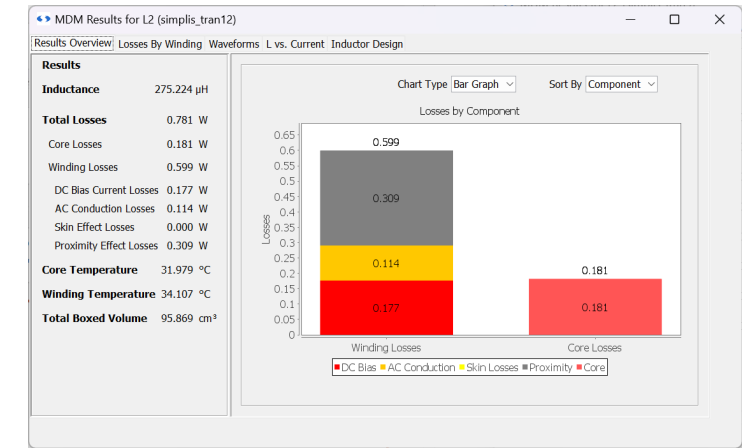 MDM Results for L2 (simplis_tran12)
Results Overview Losses By Winding Waveforms L vs. Current Inductor Design
Results
Inductance 275.224 µH
Total Losses 0.781 W
Core Losses 0.181 W
Winding Losses 0.599 W
DC Bias Current Losses 0.177 W
AC Conduction Losses 0.114 W
Skin Effect Losses 0.000 W
Proximity Effect Losses 0.309 W
Core Temperature 31.979 °C
Winding Temperature 34.107 °C
Total Boxed Volume 95.869 cm³
Chart Type Bar Graph Sort By Component
Losses by Component
Losses
0.65
0.6
0.55
0.5
0.45
0.4
0.35
0.3
0.25
0.2
0.15
0.1
0.05
0
0.599
0.309
0.114
0.177
0.181
0.181
Winding Losses Core Losses
DC Bias AC Conduction Skin Losses Proximity Core